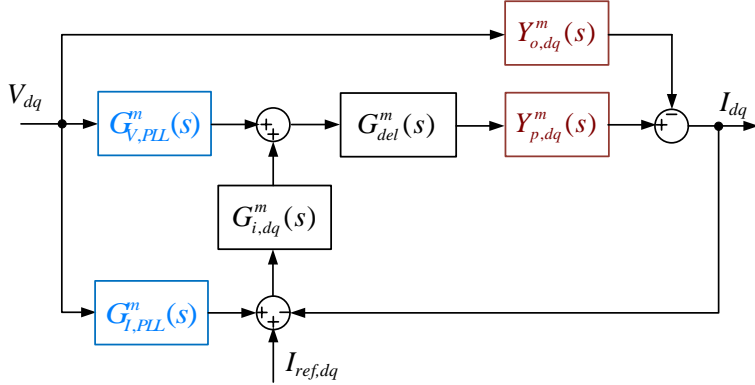 Y^m_{o,dq}(s)
V_{dq}
G^m_{V,PLL}(s)
+
+
G^m_{del}(s)
Y^m_{p,dq}(s)
+
−
I_{dq}
G^m_{i,dq}(s)
G^m_{I,PLL}(s)
+
+
−
I_{ref,dq}